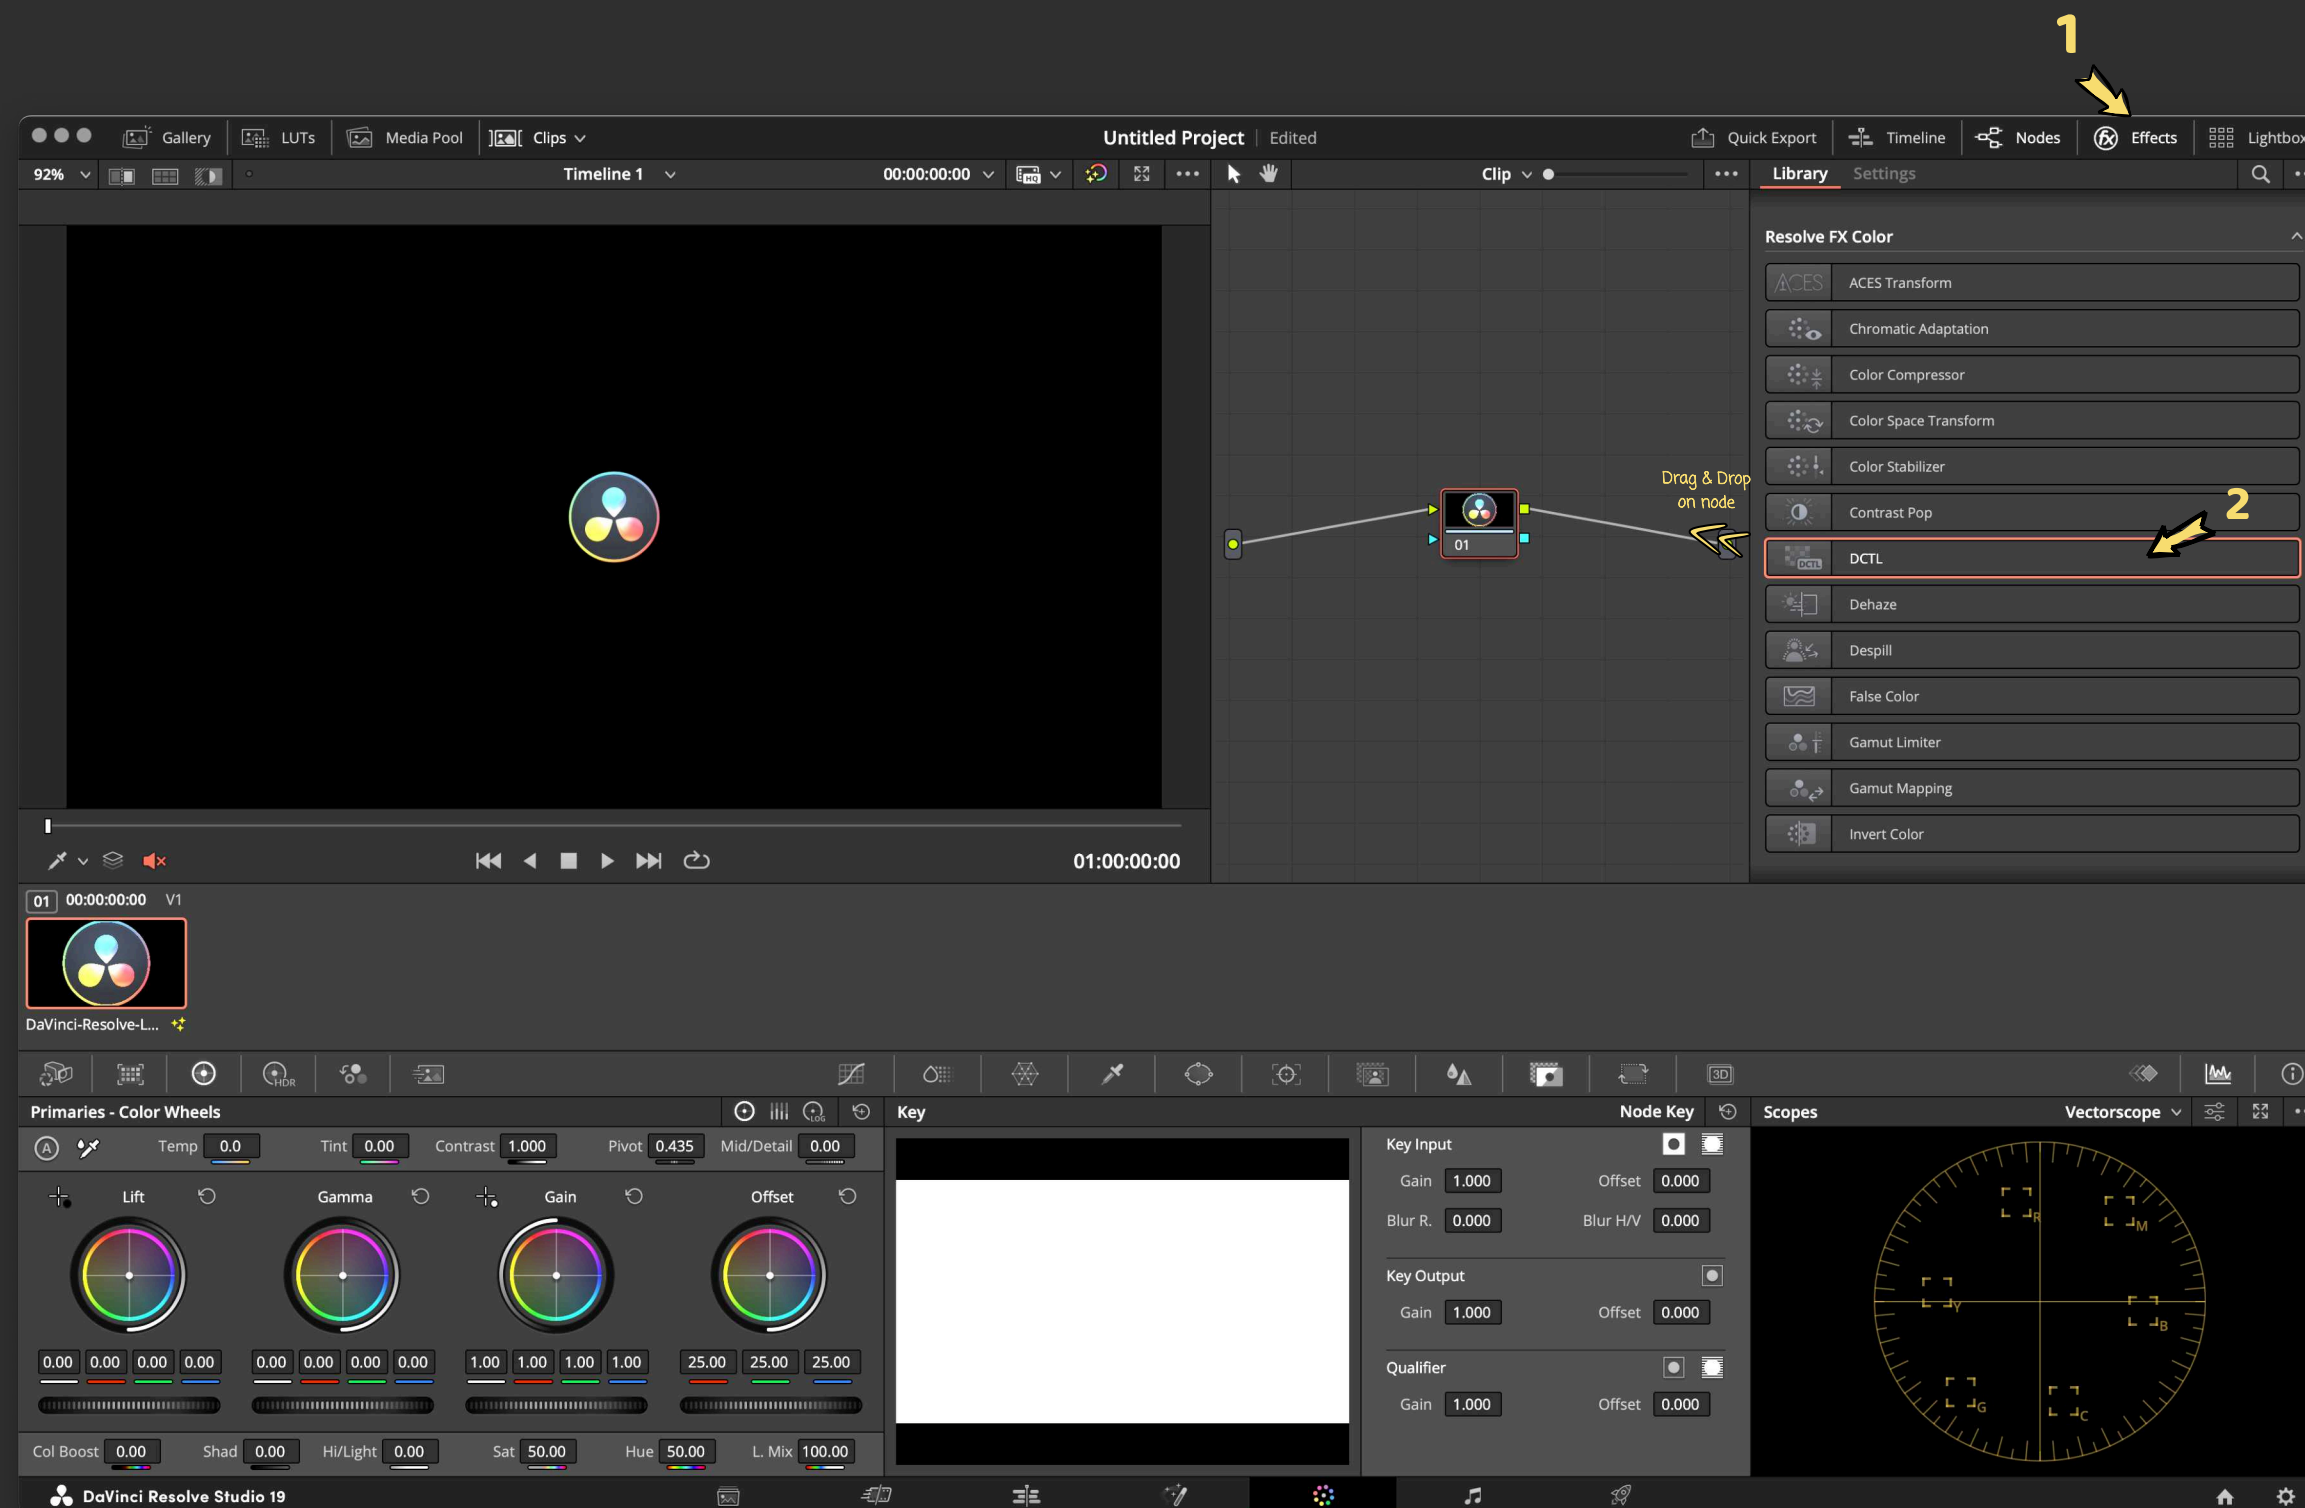 1
Gallery LUTs Media Pool Clips Untitled Project Edited Quick Export Timeline Nodes Effects Lightbox
92% Timeline 1 00:00:00:00 HQ Clip Library Settings
Resolve FX Color
ACES ACES Transform
Chromatic Adaptation
Color Compressor
Color Space Transform
Color Stabilizer
Drag & Drop
on node
2
Contrast Pop
01
DCTL DCTL
Dehaze
Despill
False Color
Gamut Limiter
Gamut Mapping
Invert Color
01:00:00:00
01 00:00:00:00 V1
DaVinci-Resolve-L...
HDR 3D
Primaries - Color Wheels LOG Key Node Key Scopes Vectorscope
A Temp 0.0 Tint 0.00 Contrast 1.000 Pivot 0.435 Mid/Detail 0.00
Key Input
Gain 1.000 Offset 0.000
Blur R. 0.000 Blur H/V 0.000
Key Output
Gain 1.000 Offset 0.000
Qualifier
Gain 1.000 Offset 0.000
R
M
Y
B
G
C
Lift Gamma Gain Offset
0.00 0.00 0.00 0.00 0.00 0.00 0.00 0.00 1.00 1.00 1.00 1.00 25.00 25.00 25.00
Col Boost 0.00 Shad 0.00 Hi/Light 0.00 Sat 50.00 Hue 50.00 L. Mix 100.00
DaVinci Resolve Studio 19